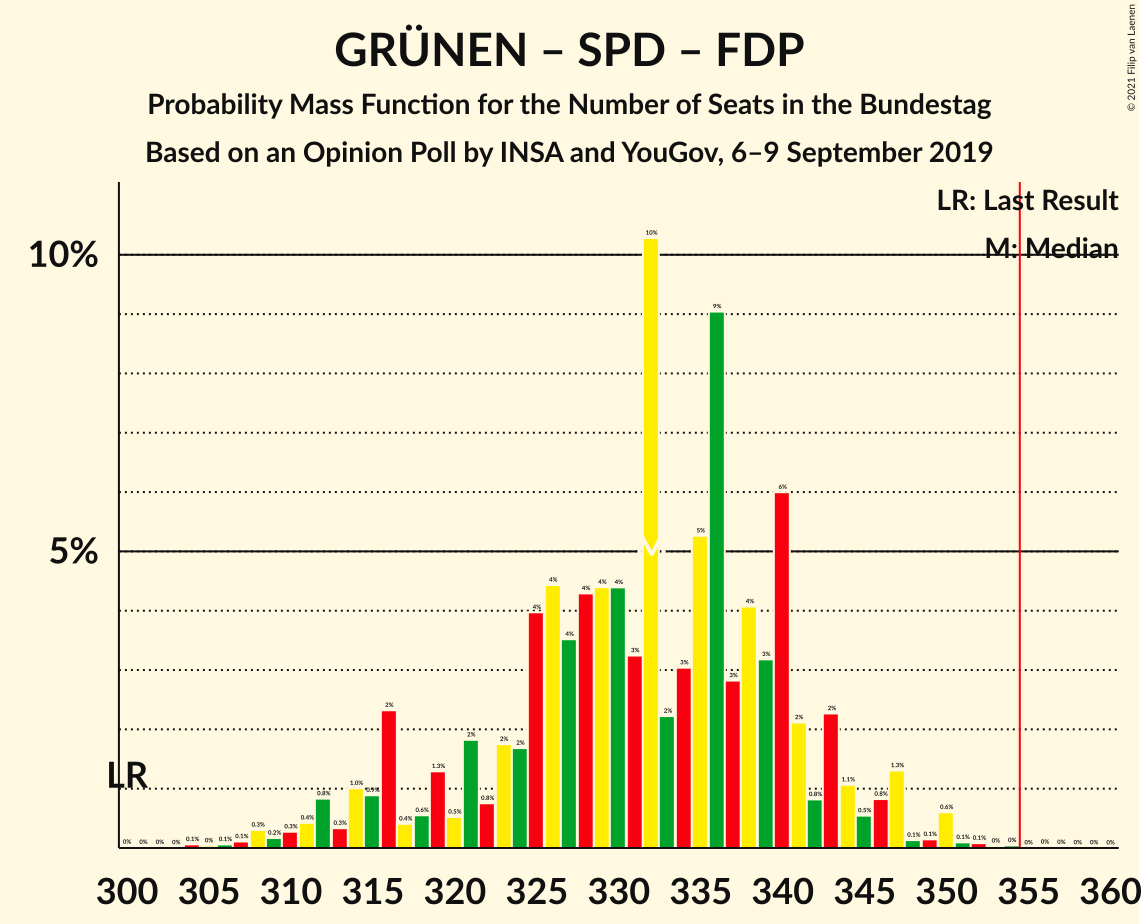 GRÜNEN – SPD – FDP
Probability Mass Function for the Number of Seats in the Bundestag
Based on an Opinion Poll by INSA and YouGov, 6–9 September 2019
© 2021 Filip van Laenen
LR: Last Result
M: Median
10%
5%
LR
M
0% 0% 0% 0% 0.1% 0% 0.1% 0.1% 0.3% 0.2% 0.3% 0.4% 0.8% 0.3% 1.0% 0.9% 2% 0.4% 0.6% 1.3% 0.5% 2% 0.8% 2% 2% 4% 4% 4% 4% 4% 4% 3% 10% 2% 3% 5% 9% 3% 4% 3% 6% 2% 0.8% 2% 1.1% 0.5% 0.8% 1.3% 0.1% 0.1% 0.6% 0.1% 0.1% 0% 0% 0% 0% 0% 0% 0% 0%
300 305 310 315 320 325 330 335 340 345 350 355 360